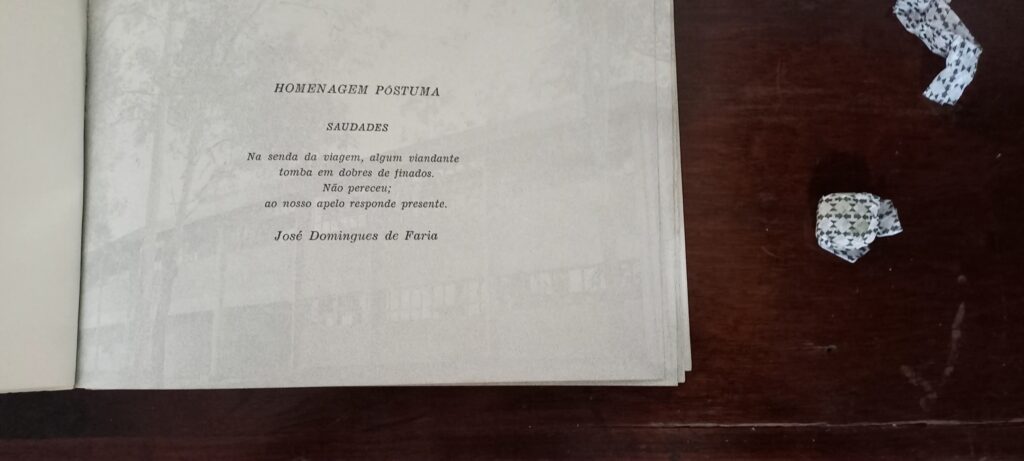 HOMENAGEM PÓSTUMA
SAUDADES
Na senda da viagem, algum viandante
tomba em dobres de finados.
Não pereceu;
ao nosso apelo responde presente.
José Domingues de Faria